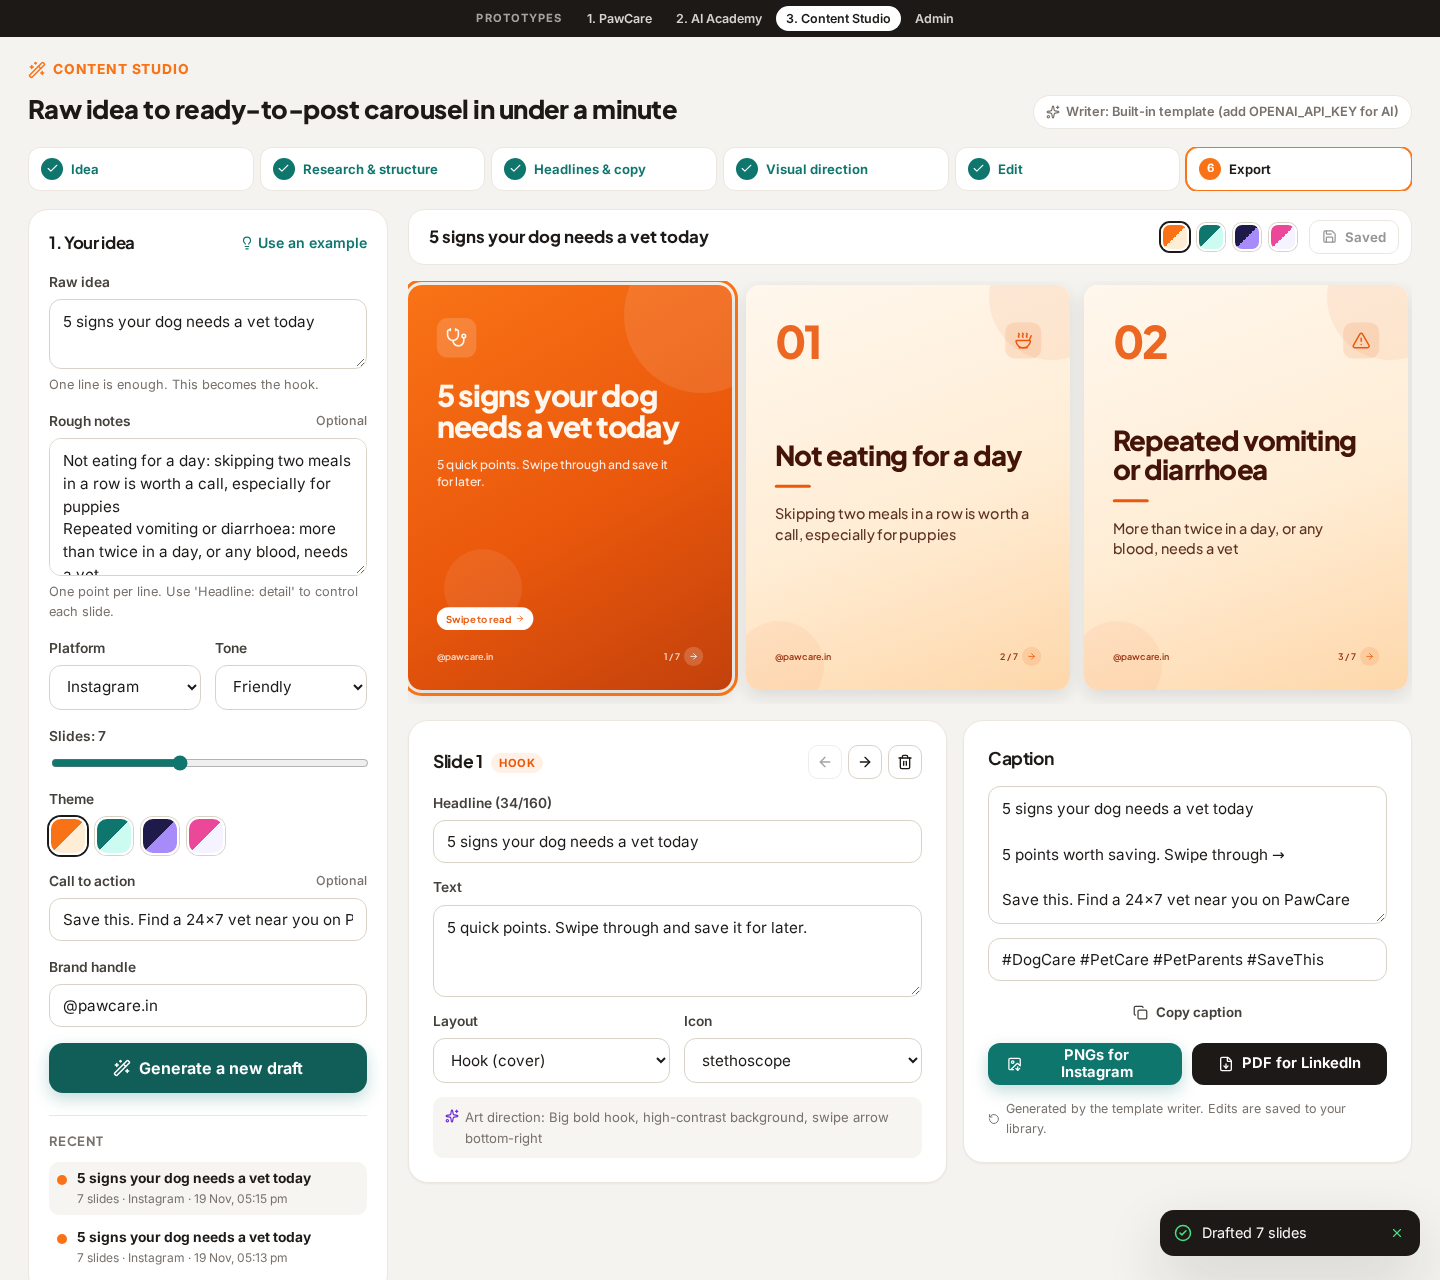 PROTOTYPES 1. PawCare 2. AI Academy 3. Content Studio Admin
CONTENT STUDIO
Raw idea to ready-to-post carousel in under a minute
Writer: Built-in template (add OPENAI_API_KEY for AI)
Idea
Research & structure
Headlines & copy
Visual direction
Edit
6 Export
1. Your idea
Use an example
Raw idea
5 signs your dog needs a vet today
One line is enough. This becomes the hook.
Rough notes
Optional
Not eating for a day: skipping two meals
in a row is worth a call, especially for
puppies
Repeated vomiting or diarrhoea: more
than twice in a day, or any blood, needs
a vet
One point per line. Use 'Headline: detail' to control
each slide.
Platform
Tone
Instagram
Friendly
Slides: 7
Theme
Call to action
Optional
Save this. Find a 24×7 vet near you on P
Brand handle
@pawcare.in
Generate a new draft
RECENT
5 signs your dog needs a vet today
7 slides · Instagram · 19 Nov, 05:15 pm
5 signs your dog needs a vet today
7 slides · Instagram · 19 Nov, 05:13 pm
5 signs your dog needs a vet today
Saved
5 signs your dog
needs a vet today
5 quick points. Swipe through and save it
for later.
Swipe to read →
@pawcare.in
1 / 7 →
01
Not eating for a day
Skipping two meals in a row is worth a
call, especially for puppies
@pawcare.in
2 / 7 →
02
Repeated vomiting
or diarrhoea
More than twice in a day, or any
blood, needs a vet
@pawcare.in
3 / 7 →
Slide 1 HOOK
Headline (34/160)
5 signs your dog needs a vet today
Text
5 quick points. Swipe through and save it for later.
Layout
Icon
Hook (cover)
stethoscope
Art direction: Big bold hook, high-contrast background, swipe arrow
bottom-right
Caption
5 signs your dog needs a vet today
5 points worth saving. Swipe through →
Save this. Find a 24×7 vet near you on PawCare
#DogCare #PetCare #PetParents #SaveThis
Copy caption
PNGs for
Instagram
PDF for LinkedIn
Generated by the template writer. Edits are saved to your
library.
Drafted 7 slides